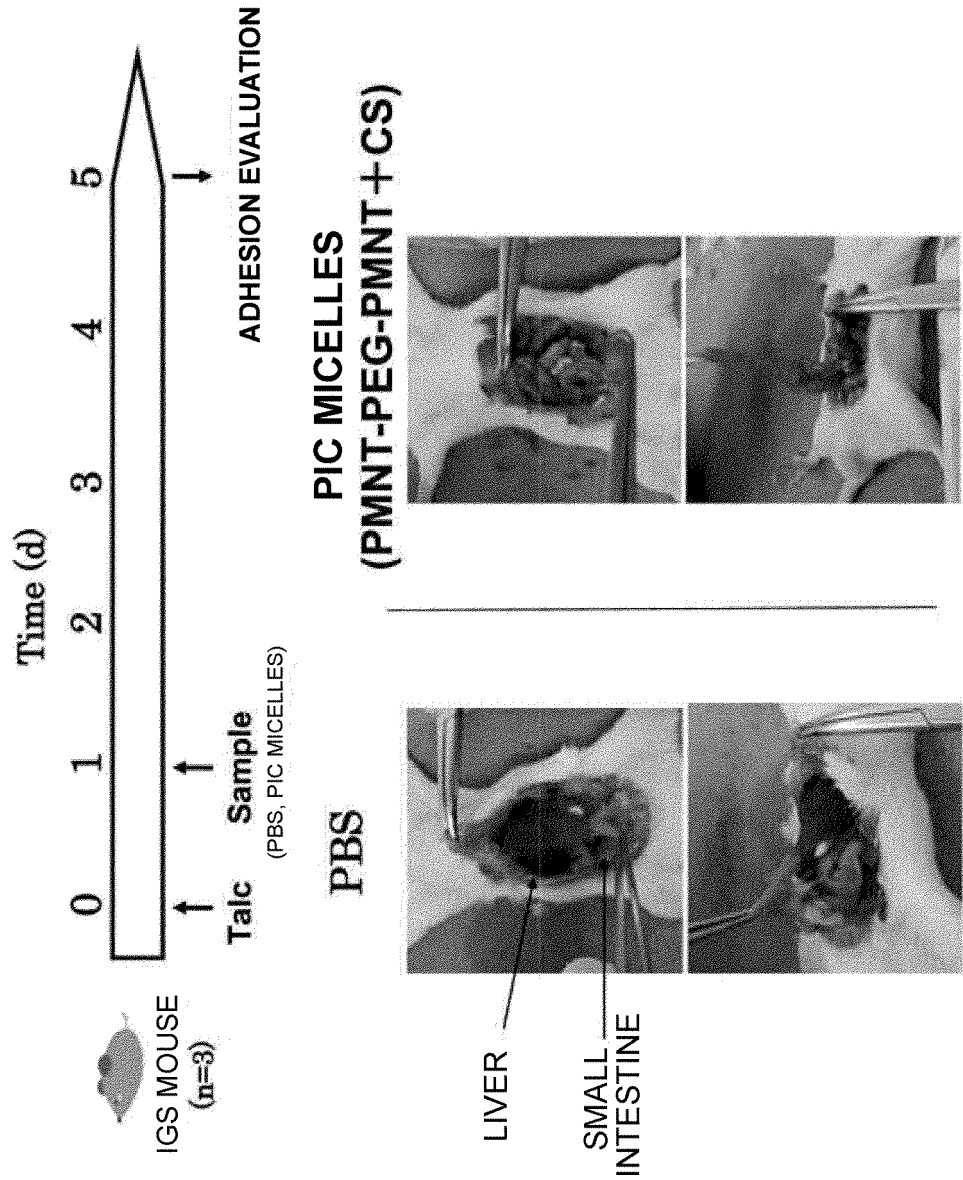 Time (d)
0 1 2 3 4 5
IGS MOUSE
(n=3)
Talc
Sample
(PBS, PIC MICELLES)
ADHESION EVALUATION
PBS
PIC MICELLES
(PMNT-PEG-PMNT+CS)
LIVER
SMALL
INTESTINE